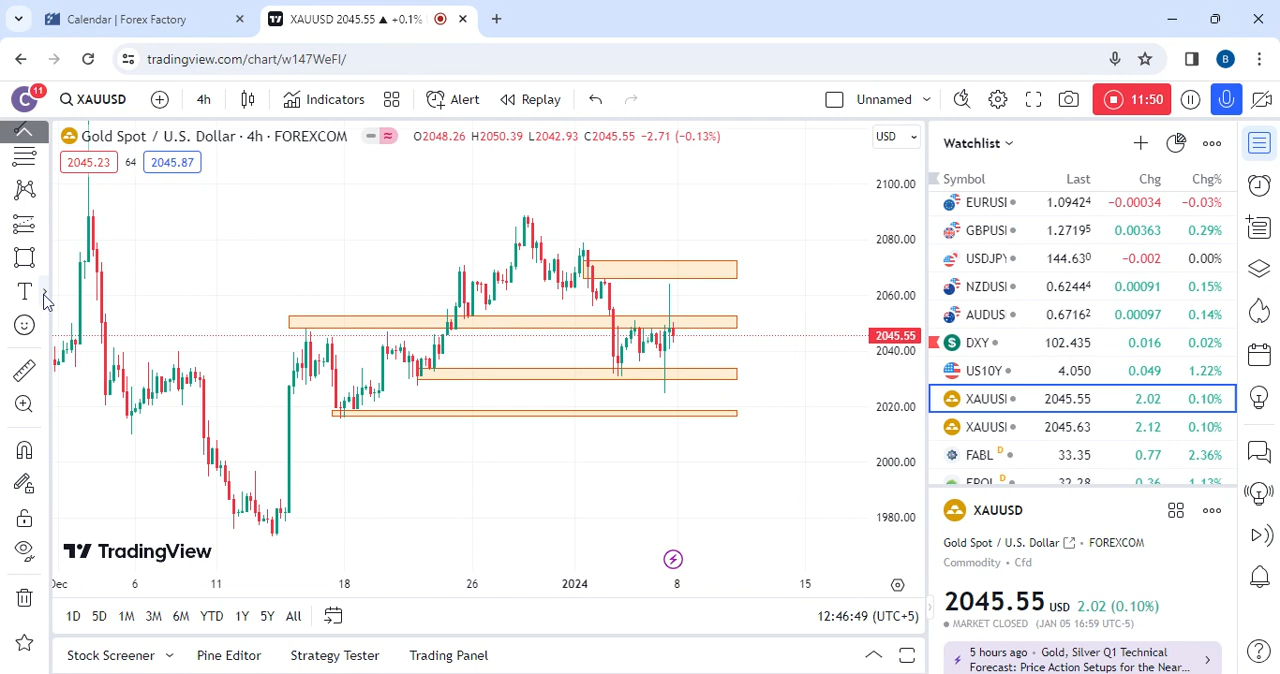 Calendar | Forex Factory
XAUUSD 2045.55 ▲ +0.1%
tradingview.com/chart/w147WeFI/
B
C 11
XAUUSD
4h
Indicators
Alert
Replay
Unnamed
11:50
Gold Spot / U.S. Dollar · 4h · FOREXCOM
O2048.26 H2050.39 L2042.93 C2045.55 −2.71 (−0.13%)
USD
2045.23 64 2045.87
2100.00
2080.00
2060.00
2045.55
2040.00
2020.00
2000.00
1980.00
TradingView
Dec 6 11 18 26 2024 8 15
1D 5D 1M 3M 6M YTD 1Y 5Y All
12:46:49 (UTC+5)
Stock Screener Pine Editor Strategy Tester Trading Panel
Watchlist
Symbol Last Chg Chg%
EURUSI 1.09424 −0.00034 −0.03%
GBPUSI 1.27195 0.00363 0.29%
USDJPY 144.630 −0.002 0.00%
NZDUSI 0.62444 0.00091 0.15%
AUDUS 0.67162 0.00097 0.14%
DXY 102.435 0.016 0.02%
US10Y 4.050 0.049 1.22%
XAUUSI 2045.55 2.02 0.10%
XAUUSI 2045.63 2.12 0.10%
FABL D 33.35 0.77 2.36%
XAUUSD
Gold Spot / U.S. Dollar • FOREXCOM
Commodity • Cfd
2045.55 USD 2.02 (0.10%)
MARKET CLOSED (JAN 05 16:59 UTC-5)
5 hours ago • Gold, Silver Q1 Technical
Forecast: Price Action Setups for the Near...